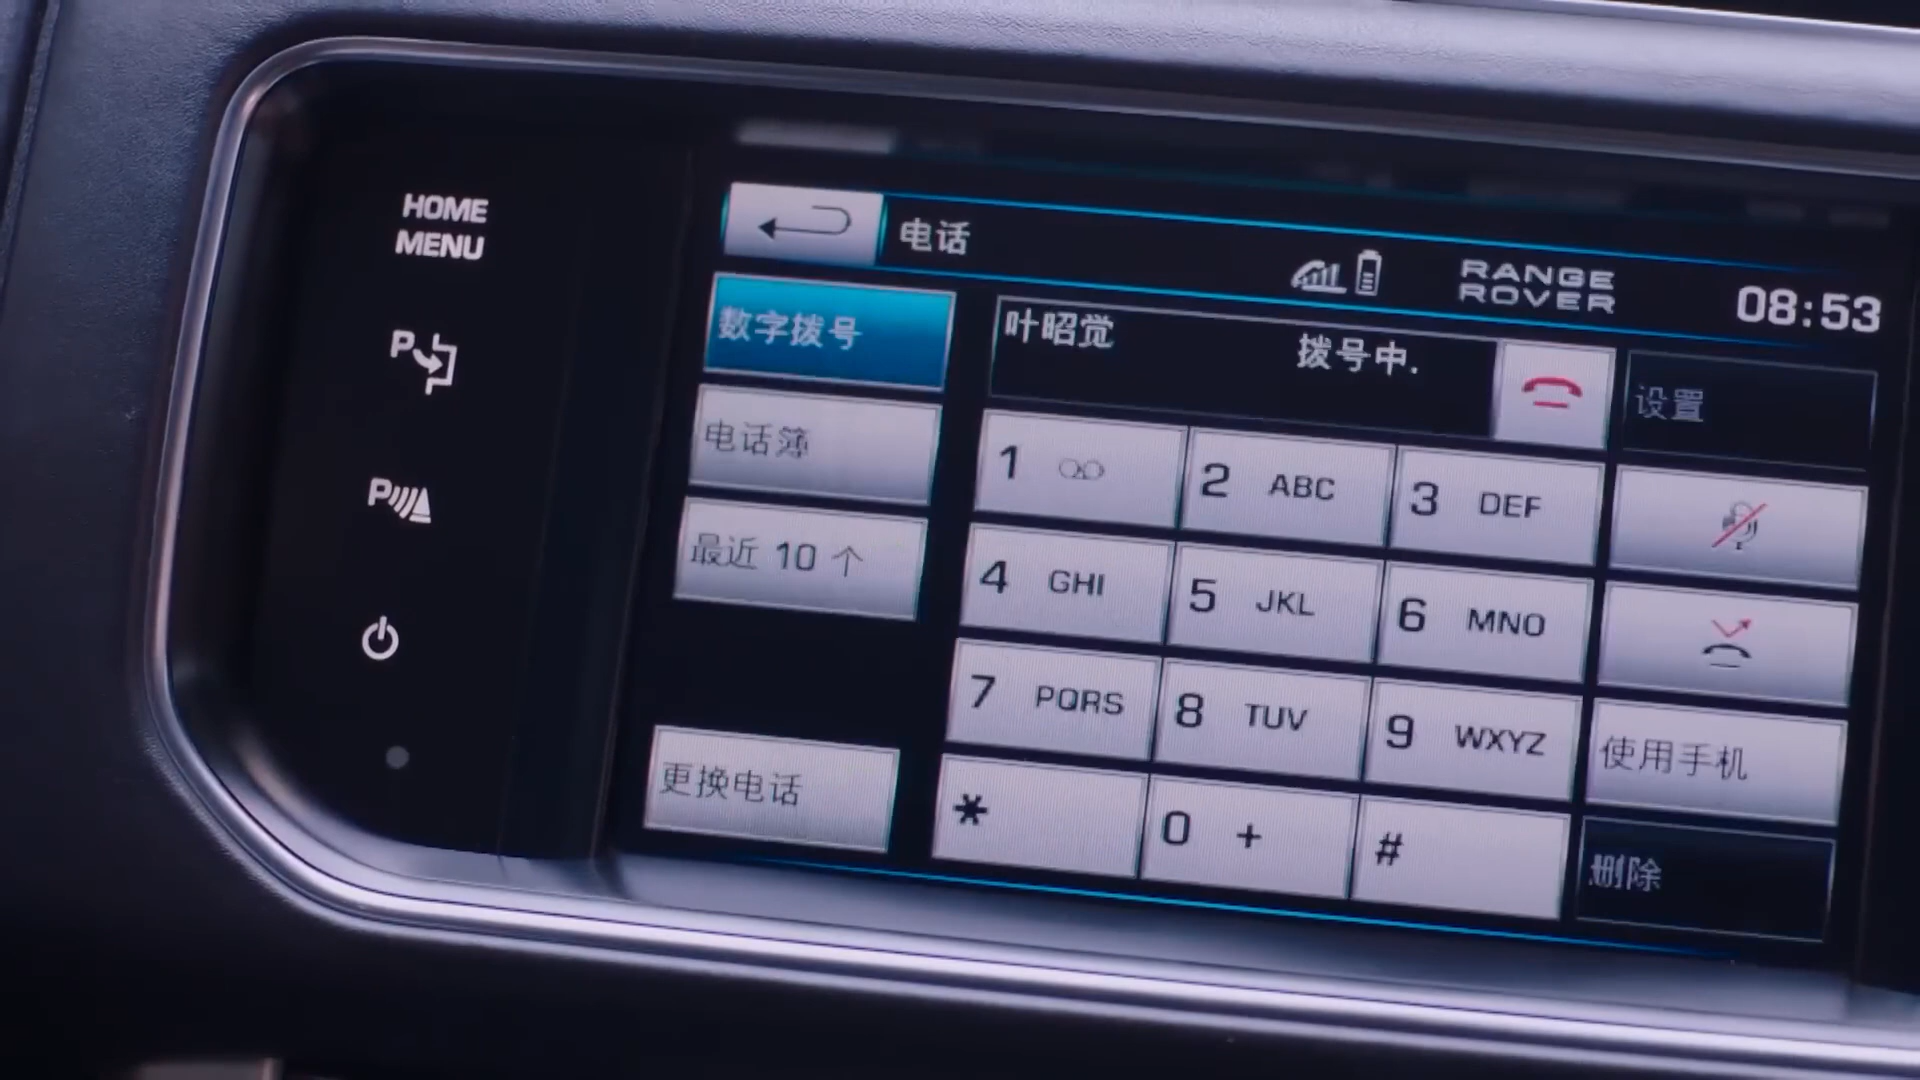 HOME
MENU
电话
RANGE
ROVER
08:53
数字拨号
叶昭觉
拨号中.
设置
电话簿
1
2 ABC
3 DEF
最近 10 个
4 GHI
5 JKL
6 MNO
7 PQRS
8 TUV
9 WXYZ
使用手机
更换电话
*
0 +
#
删除
P
P